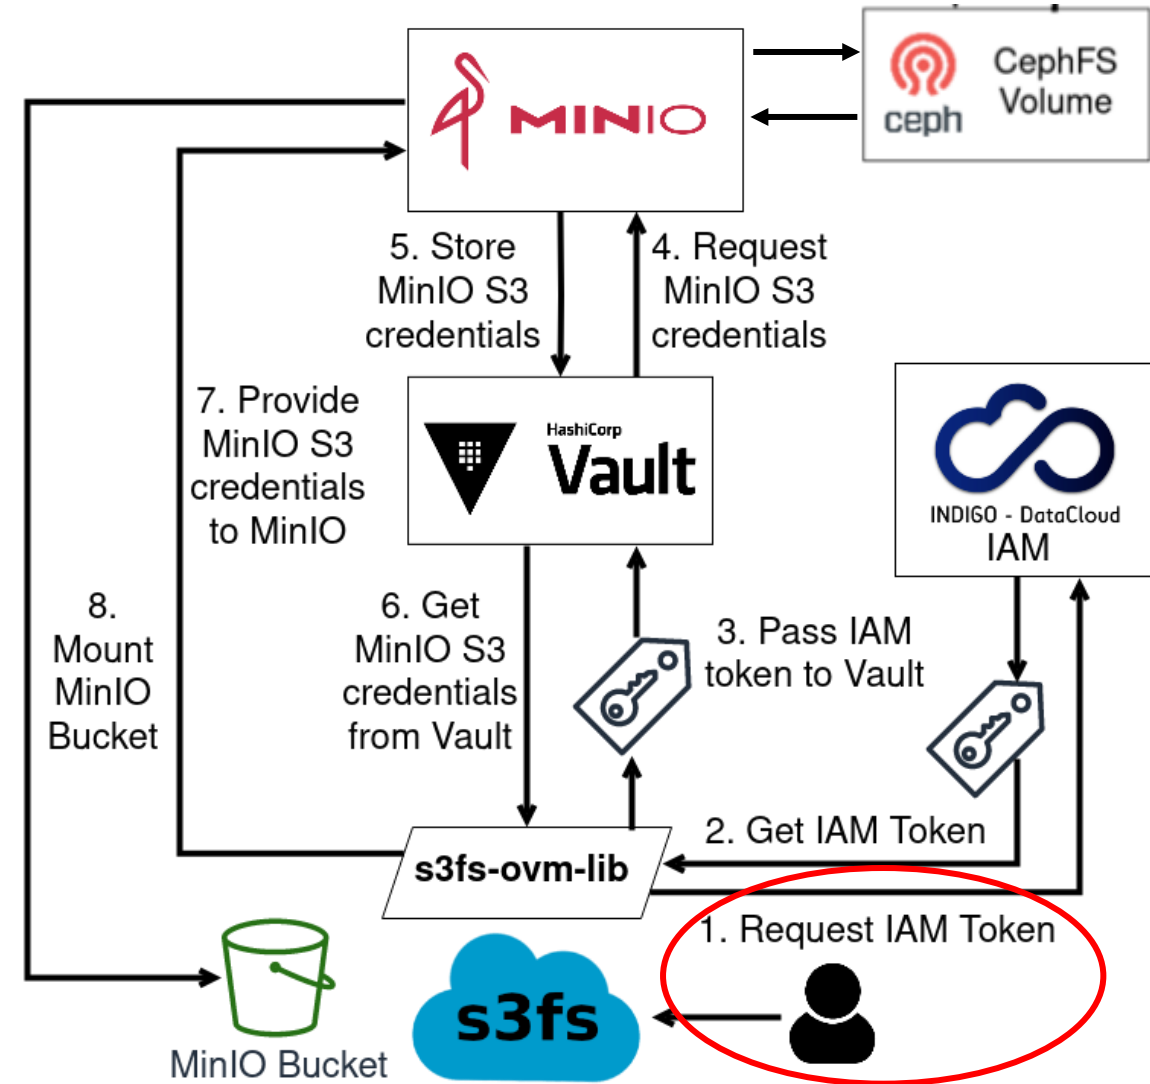 MINIO
ceph
CephFS
Volume
5. Store
MinIO S3
credentials
4. Request
MinIO S3
credentials
7. Provide
MinIO S3
credentials
to MinIO
HashiCorp
Vault
INDIGO - DataCloud
IAM
8.
Mount
MinIO
Bucket
6. Get
MinIO S3
credentials
from Vault
3. Pass IAM
token to Vault
2. Get IAM Token
s3fs-ovm-lib
1. Request IAM Token
s3fs
MinIO Bucket